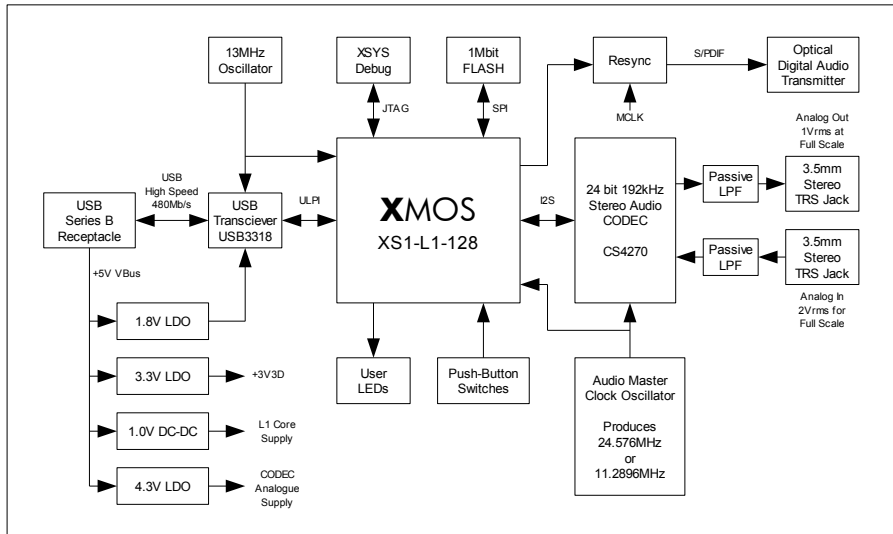 13MHz
Oscillator
XSYS
Debug
1Mbit
FLASH
Resync
S/PDIF
Optical
Digital Audio
Transmitter
JTAG
SPI
MCLK
Analog Out
1Vrms at
Full Scale
USB
High Speed
480Mb/s
USB
Series B
Receptacle
USB
Transciever
USB3318
ULPI
XMOS
XS1-L1-128
I2S
24 bit 192kHz
Stereo Audio
CODEC
CS4270
Passive
LPF
3.5mm
Stereo
TRS Jack
Passive
LPF
3.5mm
Stereo
TRS Jack
Analog In
2Vrms for
Full Scale
+5V VBus
1.8V LDO
3.3V LDO
+3V3D
1.0V DC-DC
L1 Core
Supply
4.3V LDO
CODEC
Analogue
Supply
User
LEDs
Push-Button
Switches
Audio Master
Clock Oscillator
Produces
24.576MHz
or
11.2896MHz